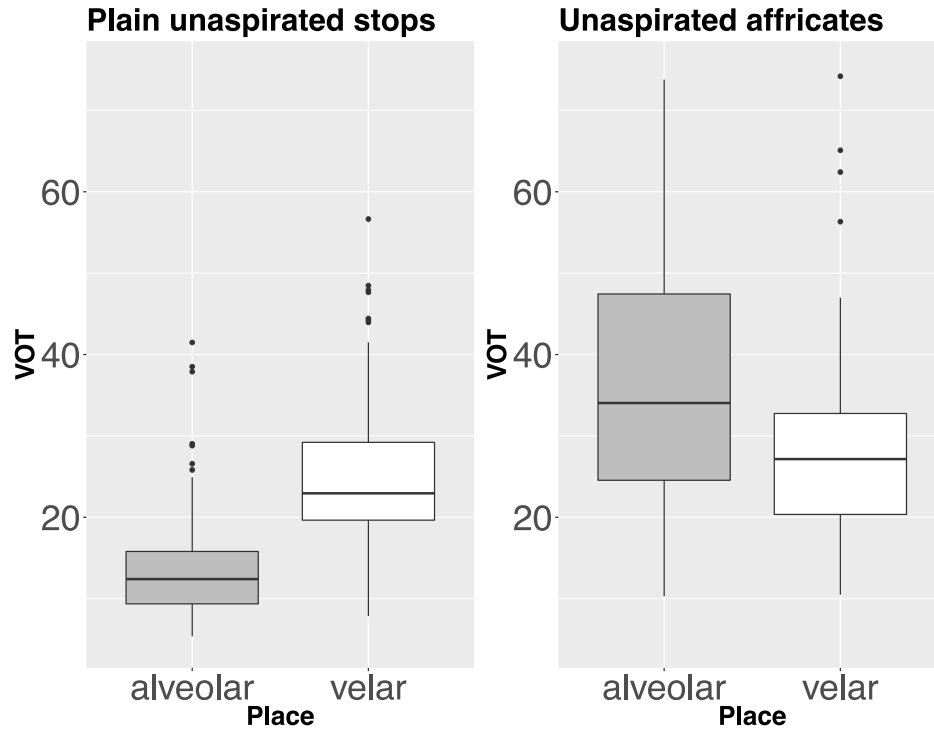 Plain unaspirated stops
VOT
60
40
20
alveolar velar
Place
Unaspirated affricates
VOT
60
40
20
alveolar velar
Place